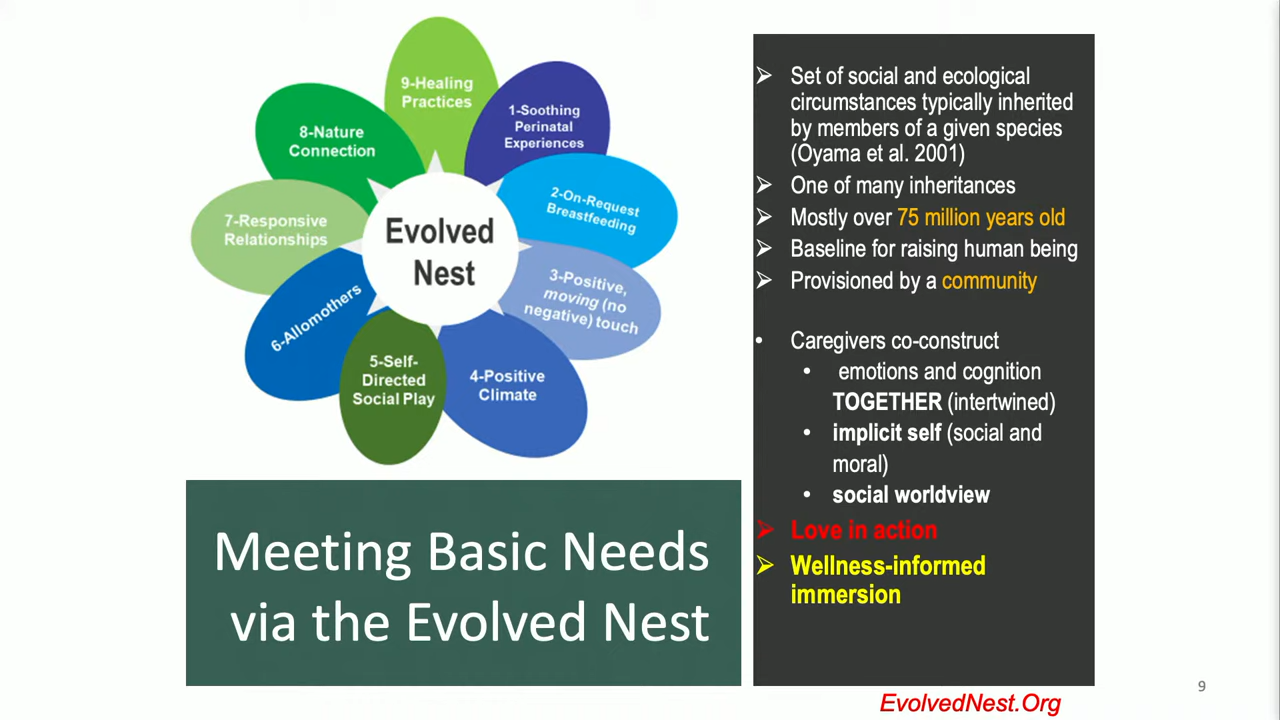 9-Healing
Practices
1-Soothing
Perinatal
Experiences
2-On-Request
Breastfeeding
3-Positive,
moving (no
negative) touch
4-Positive
Climate
5-Self-
Directed
Social Play
6-Allomothers
7-Responsive
Relationships
8-Nature
Connection
Evolved
Nest
Meeting Basic Needs
via the Evolved Nest
➢ Set of social and ecological
circumstances typically inherited
by members of a given species
(Oyama et al. 2001)
➢ One of many inheritances
➢ Mostly over 75 million years old
➢ Baseline for raising human being
➢ Provisioned by a community
• Caregivers co-construct
• emotions and cognition
TOGETHER (intertwined)
• implicit self (social and
moral)
• social worldview
➢ Love in action
➢ Wellness-informed
immersion
EvolvedNest.Org
9